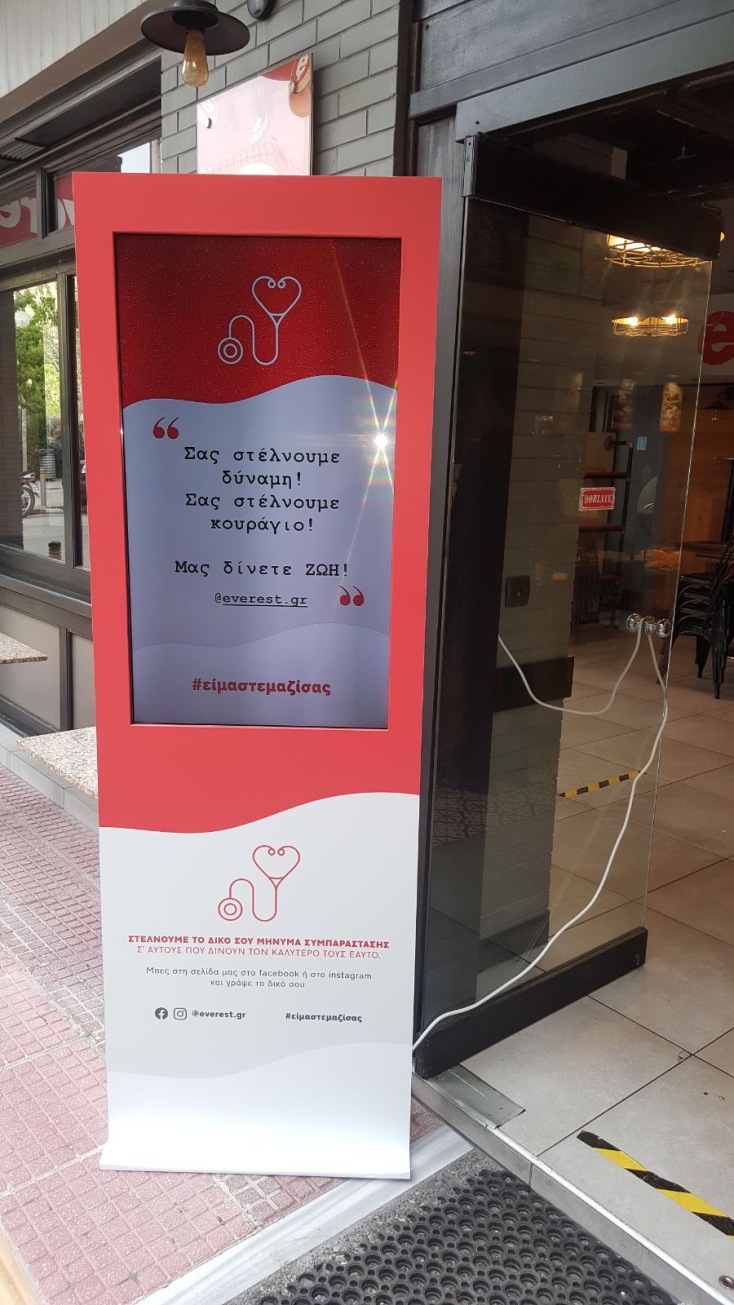 Σας στέλνουμε
δύναμη!
Σας στέλνουμε
κουράγιο!
Μας δίνετε ΖΩΗ!
@everest.gr
#είμαστεμαζίσας
ΣΤΕΛΝΟΥΜΕ ΤΟ ΔΙΚΟ ΣΟΥ ΜΗΝΥΜΑ ΣΥΜΠΑΡΑΣΤΑΣΗΣ
Σ' ΑΥΤΟΥΣ ΠΟΥ ΔΙΝΟΥΝ ΤΟΝ ΚΑΛΥΤΕΡΟ ΤΟΥΣ ΕΑΥΤΟ.
Μπες στη σελίδα μας στο facebook ή στο instagram
και γράψε το δικό σου.
@everest.gr #είμαστεμαζίσας
ΩΘΗΣΑΤΕ